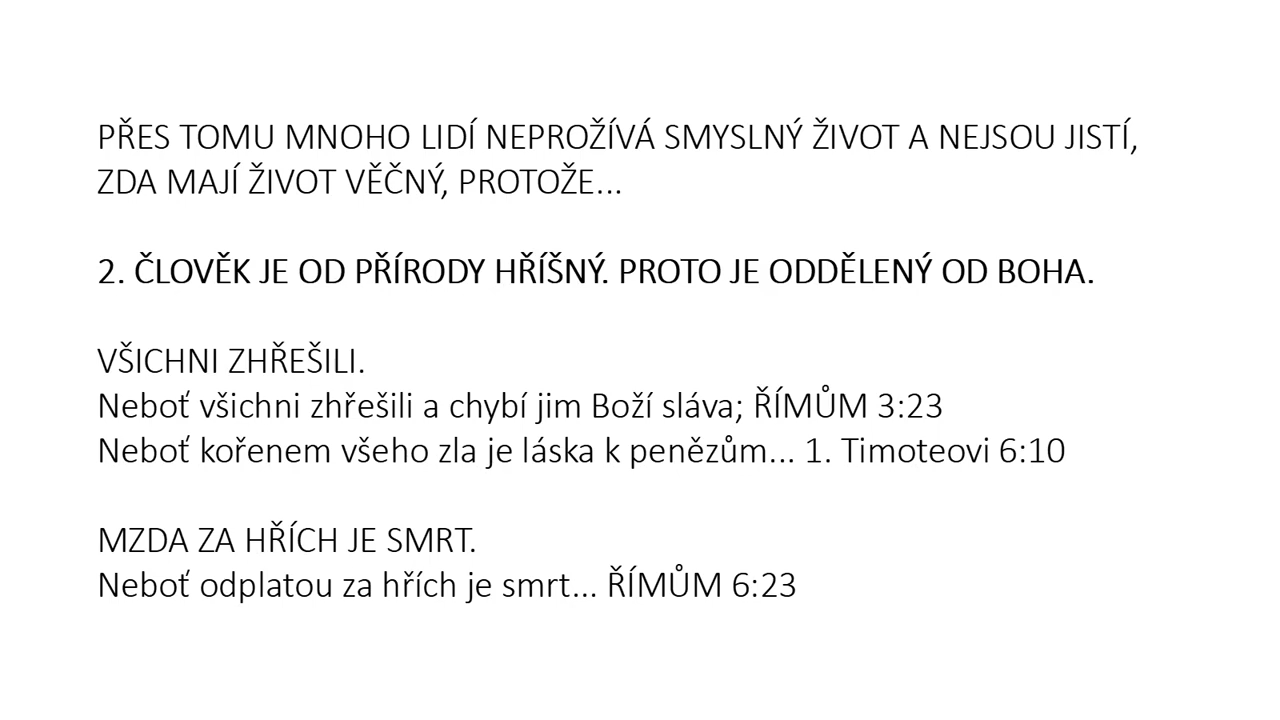 PŘES TOMU MNOHO LIDÍ NEPROŽÍVÁ SMYSLNÝ ŽIVOT A NEJSOU JISTÍ,
ZDA MAJÍ ŽIVOT VĚČNÝ, PROTOŽE...
2. ČLOVĚK JE OD PŘÍRODY HŘÍŠNÝ. PROTO JE ODDĚLENÝ OD BOHA.
VŠICHNI ZHŘEŠILI.
Neboť všichni zhřešili a chybí jim Boží sláva; ŘÍMŮM 3:23
Neboť kořenem všeho zla je láska k penězům... 1. Timoteovi 6:10
MZDA ZA HŘÍCH JE SMRT.
Neboť odplatou za hřích je smrt... ŘÍMŮM 6:23